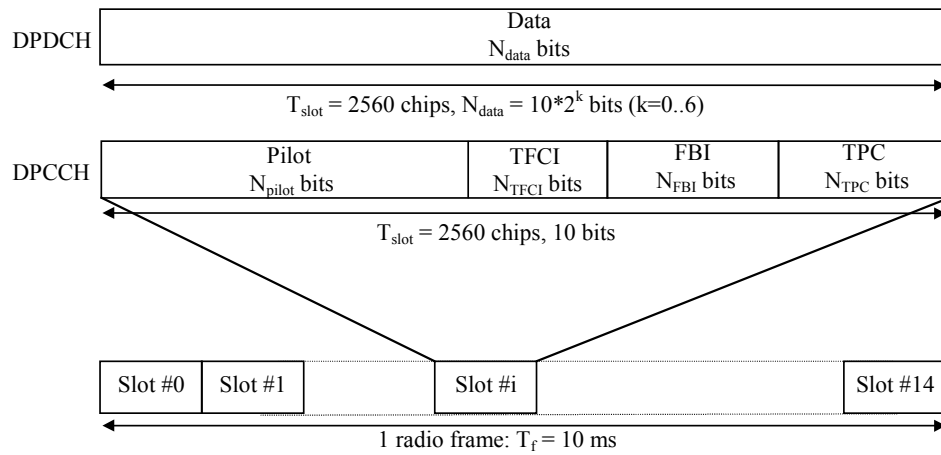 Data
DPDCH
N_data bits
T_slot = 2560 chips, N_data = 10*2^k bits (k=0..6)
DPCCH
Pilot TFCI FBI TPC
N_pilot bits N_TFCI bits N_FBI bits N_TPC bits
T_slot = 2560 chips, 10 bits
Slot #0 Slot #1 Slot #i Slot #14
1 radio frame: T_f = 10 ms